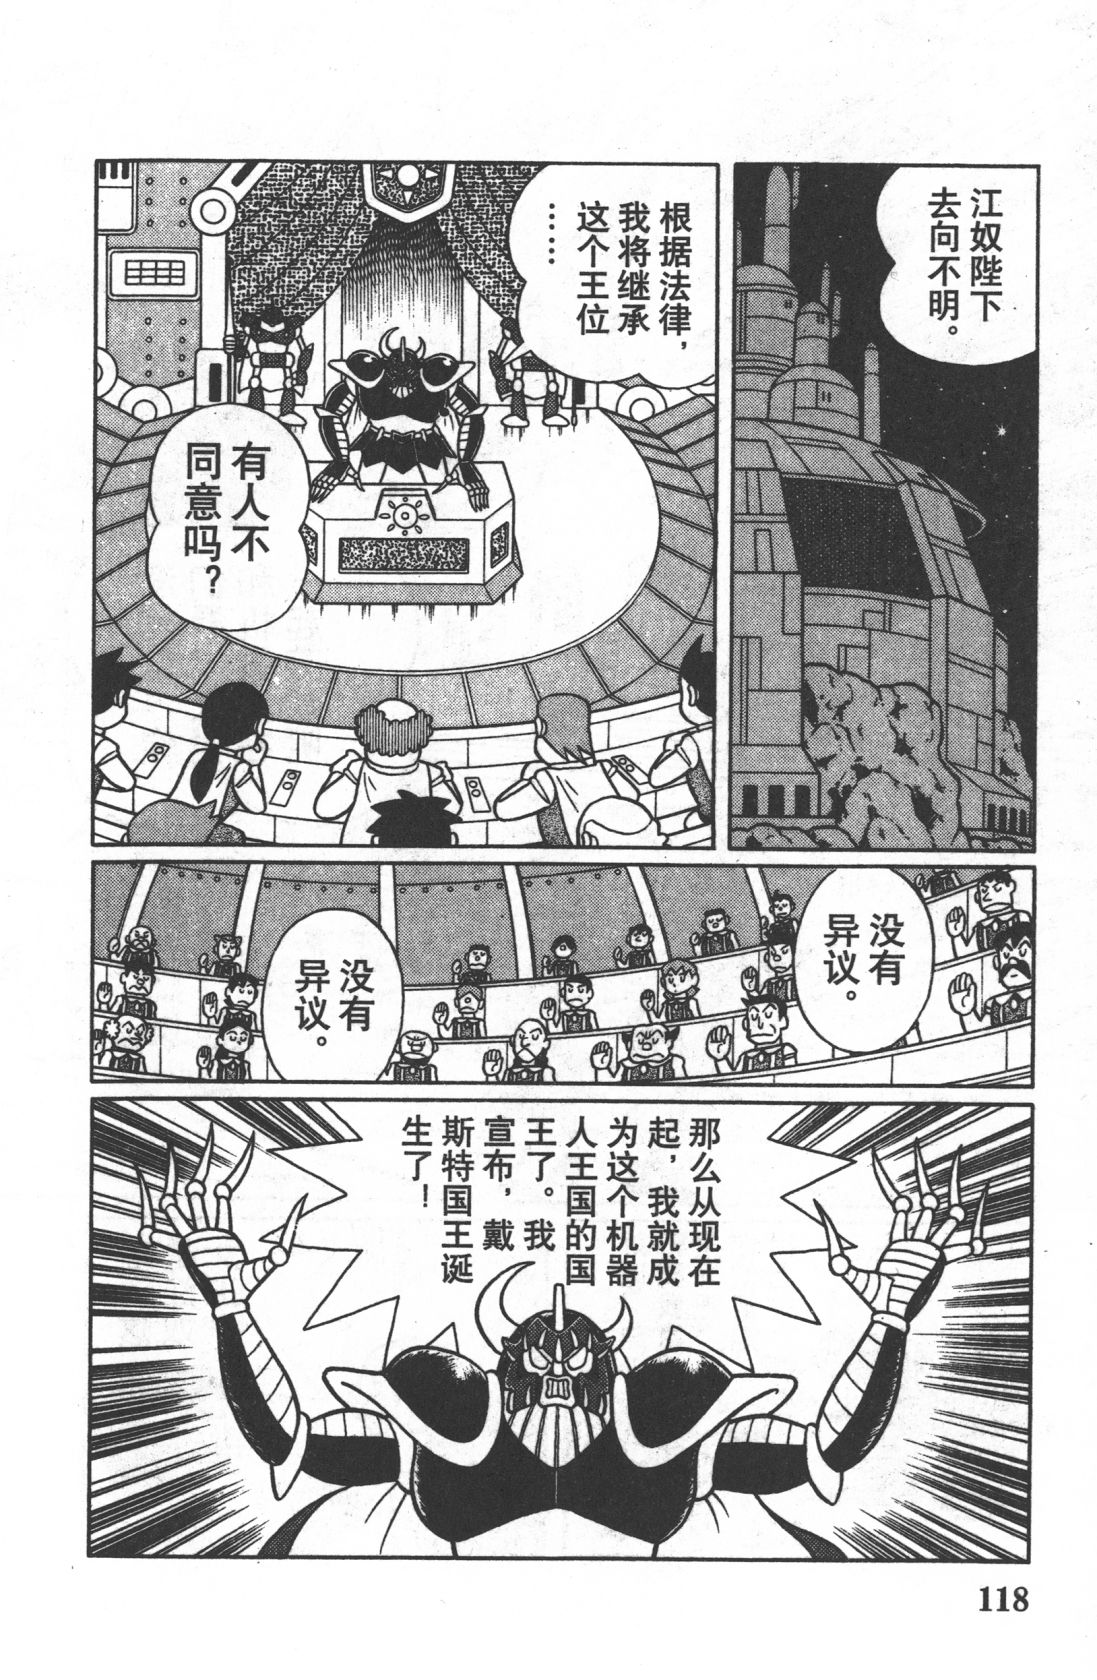 江奴陛下
去向不明。
根据法律，
我将继承
这个王位
……
有人不
同意吗？
没有
异议。
没有
异议。
那么从现在
起，我就成
为这个机器
人王国的国
王了。我
宣布，戴
斯特国王诞
生了！
118